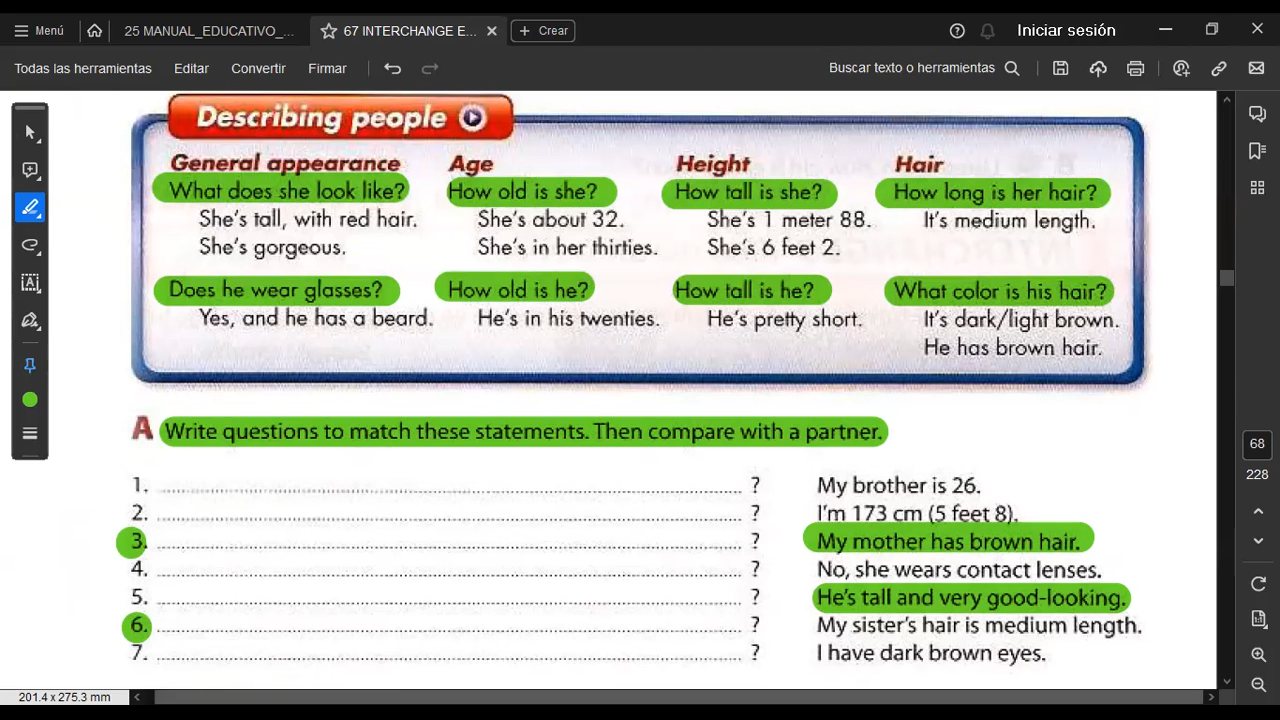 Menú
25 MANUAL_EDUCATIVO_...
67 INTERCHANGE E...
Crear
Iniciar sesión
Todas las herramientas
Editar
Convertir
Firmar
Buscar texto o herramientas
Describing people
General appearance
What does she look like?
She's tall, with red hair.
She's gorgeous.
Does he wear glasses?
Yes, and he has a beard.
Age
How old is she?
She's about 32.
She's in her thirties.
How old is he?
He's in his twenties.
Height
How tall is she?
She's 1 meter 88.
She's 6 feet 2.
How tall is he?
He's pretty short.
Hair
How long is her hair?
It's medium length.
What color is his hair?
It's dark/light brown.
He has brown hair.
A Write questions to match these statements. Then compare with a partner.
1. ? My brother is 26.
2. ? I'm 173 cm (5 feet 8).
3. ? My mother has brown hair.
4. ? No, she wears contact lenses.
5. ? He's tall and very good-looking.
6. ? My sister's hair is medium length.
7. ? I have dark brown eyes.
68
228
201.4 x 275.3 mm